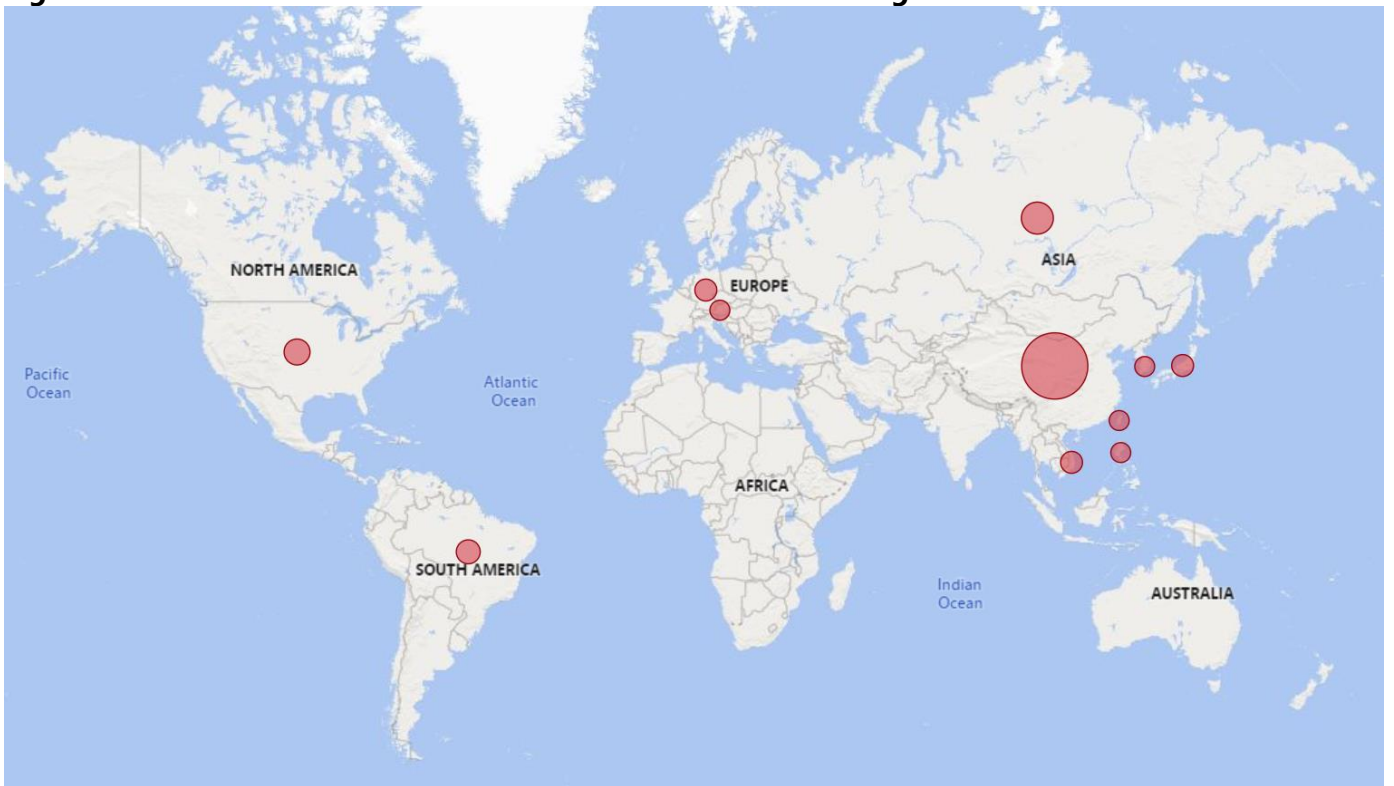 NORTH AMERICA
EUROPE
ASIA
Pacific
Ocean
Atlantic
Ocean
AFRICA
SOUTH AMERICA
Indian
Ocean
AUSTRALIA